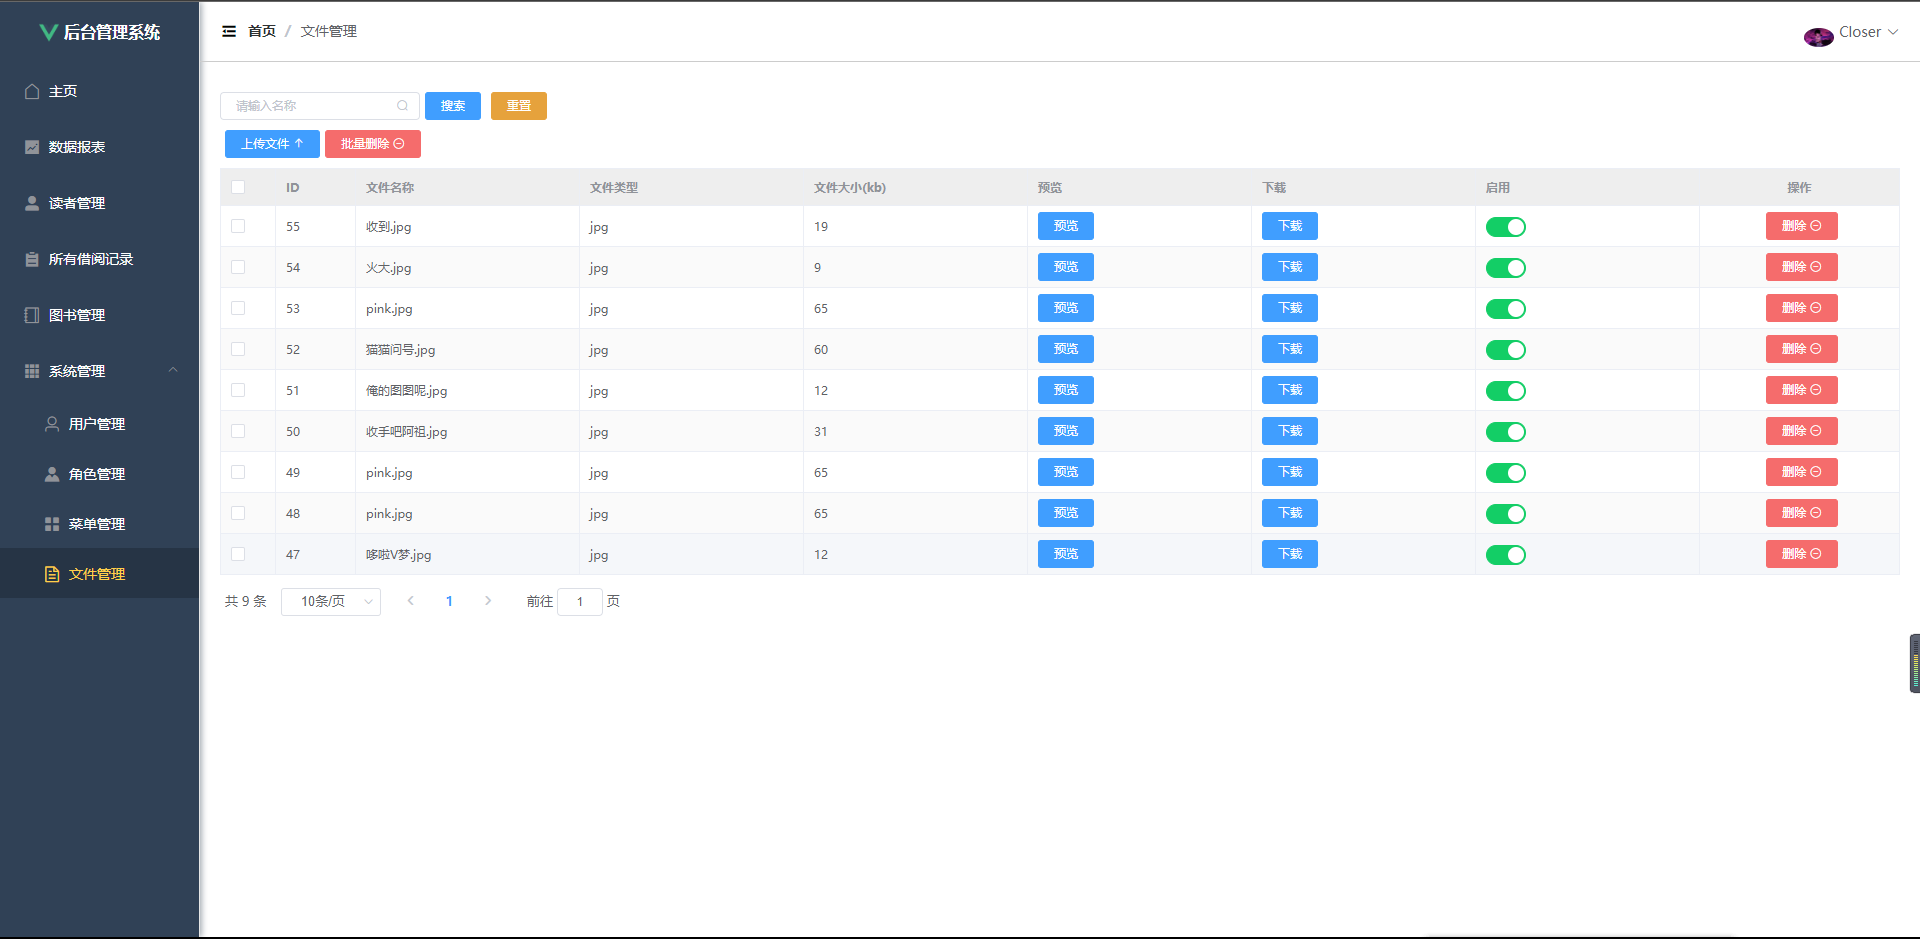 后台管理系统
首页 / 文件管理
Closer
主页
数据报表
读者管理
所有借阅记录
图书管理
系统管理
用户管理
角色管理
菜单管理
文件管理
请输入名称 搜索 重置
上传文件 批量删除
ID 文件名称 文件类型 文件大小(kb) 预览 下载 启用 操作
55 收到.jpg jpg 19 预览 下载 删除
54 火大.jpg jpg 9 预览 下载 删除
53 pink.jpg jpg 65 预览 下载 删除
52 猫猫问号.jpg jpg 60 预览 下载 删除
51 俺的图图呢.jpg jpg 12 预览 下载 删除
50 收手吧阿祖.jpg jpg 31 预览 下载 删除
49 pink.jpg jpg 65 预览 下载 删除
48 pink.jpg jpg 65 预览 下载 删除
47 哆啦V梦.jpg jpg 12 预览 下载 删除
共 9 条 10条/页 1 前往 1 页